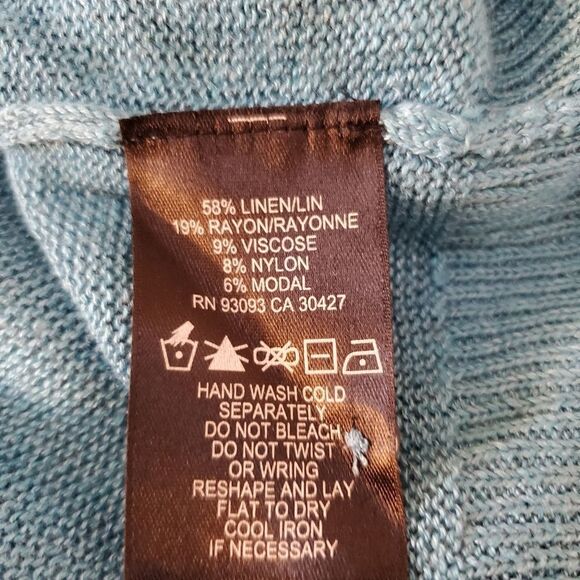 58% LINEN/LIN
19% RAYON/RAYONNE
9% VISCOSE
8% NYLON
6% MODAL
RN 93093 CA 30427
HAND WASH COLD
SEPARATELY
DO NOT BLEACH
DO NOT TWIST
OR WRING
RESHAPE AND LAY
FLAT TO DRY
COOL IRON
IF NECESSARY